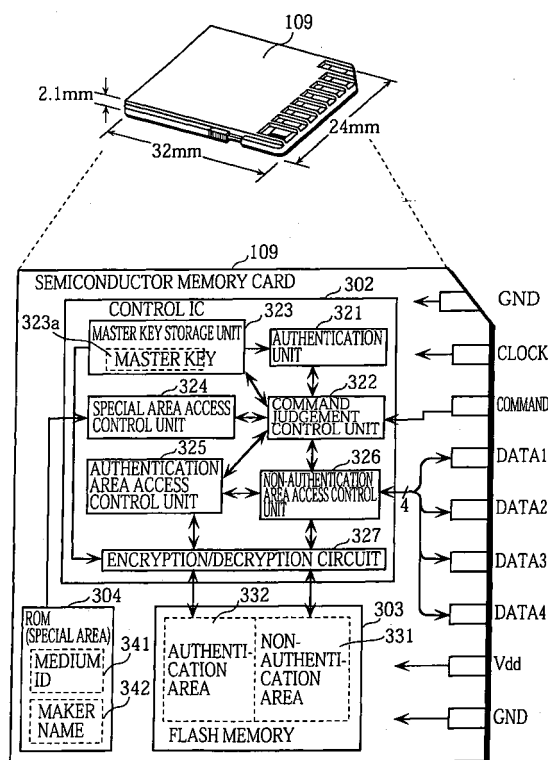 109
2.1mm
24mm
32mm
109
SEMICONDUCTOR MEMORY CARD
302
CONTROL IC
323
321
GND
323a
MASTER KEY STORAGE UNIT
MASTER KEY
AUTHENTICATION
UNIT
CLOCK
324
322
SPECIAL AREA ACCESS
CONTROL UNIT
COMMAND
JUDGEMENT
CONTROL UNIT
COMMAND
325
326
DATA1
AUTHENTICATION
AREA ACCESS
CONTROL UNIT
NON-AUTHENTICATION
AREA ACCESS CONTROL
UNIT
4
DATA2
327
ENCRYPTION/DECRYPTION CIRCUIT
DATA3
304
332
303
DATA4
ROM
(SPECIAL AREA)
341
MEDIUM
ID
AUTHENTI-
CATION
AREA
NON-
AUTHENTI-
CATION
AREA
331
342
Vdd
MAKER
NAME
FLASH MEMORY
GND